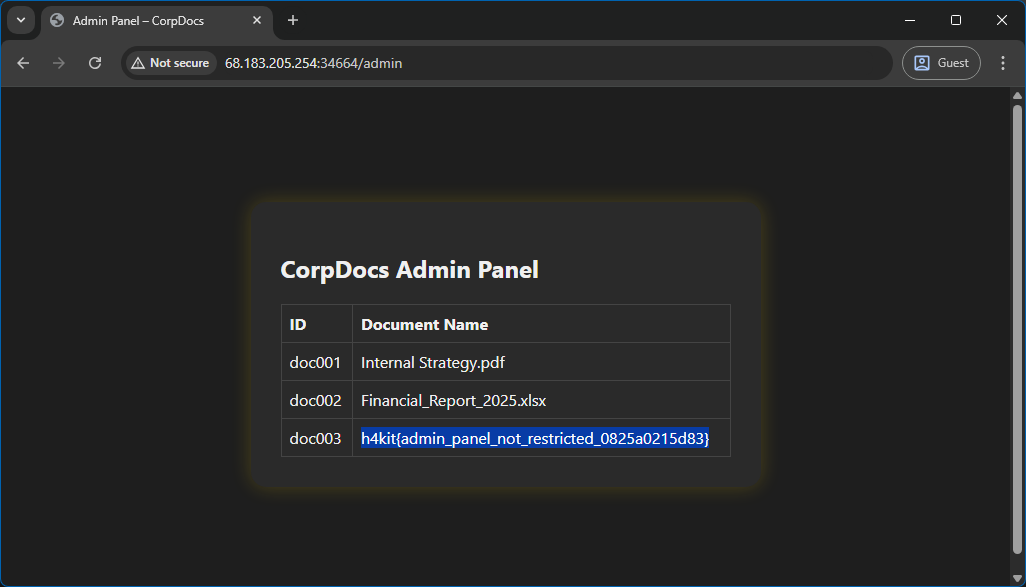 Admin Panel – CorpDocs
Not secure 68.183.205.254:34664/admin Guest
CorpDocs Admin Panel
ID Document Name
doc001 Internal Strategy.pdf
doc002 Financial_Report_2025.xlsx
doc003 h4kit{admin_panel_not_restricted_0825a0215d83}